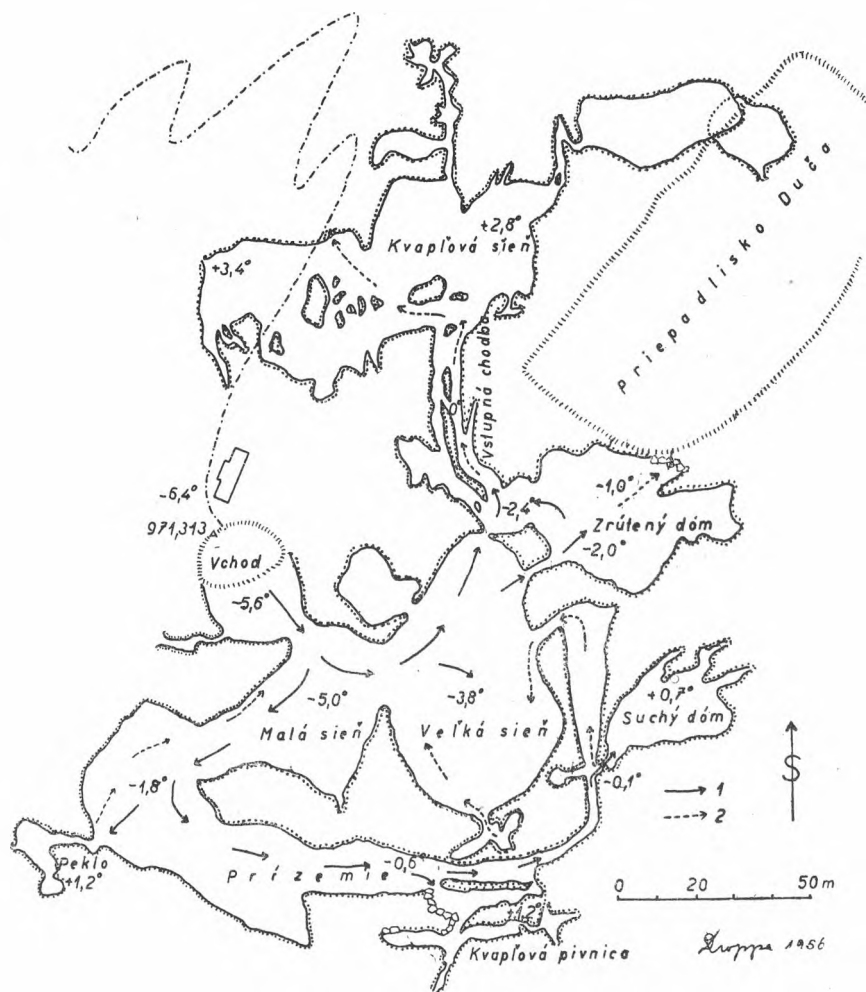 +2,8°
Kvapľová sieň
+3,4°
Priepadlisko Duča
0°
Vstupná chodba
-6,4°
971,313
Vchod
-5,6°
-2,4°
-1,0°
Zrútený dóm
-2,0°
-5,0°
Malá sieň
-3,8°
Veľká sieň
+0,7°
Suchý dóm
-0,1°
-1,8°
1
2
S
Peklo
+1,2°
Prízemie
-0,6
0 20 50 m
Kvapľová pivnica
Droppa 1956